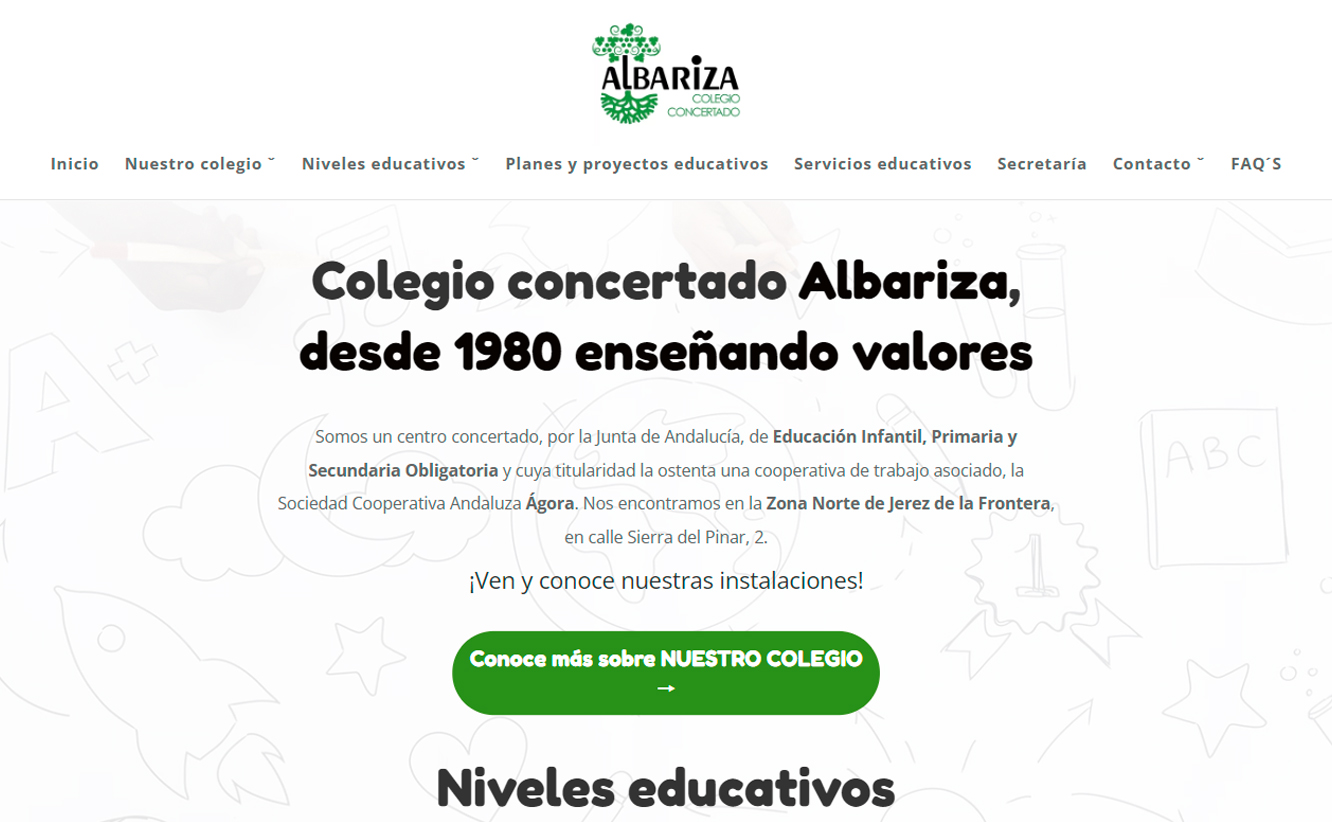 ALBARIZA
COLEGIO
CONCERTADO
Inicio Nuestro colegio ˇ Niveles educativos ˇ Planes y proyectos educativos Servicios educativos Secretaría Contacto ˇ FAQ´S
Colegio concertado Albariza,
desde 1980 enseñando valores
Somos un centro concertado, por la Junta de Andalucía, de Educación Infantil, Primaria y
Secundaria Obligatoria y cuya titularidad la ostenta una cooperativa de trabajo asociado, la
Sociedad Cooperativa Andaluza Ágora. Nos encontramos en la Zona Norte de Jerez de la Frontera,
en calle Sierra del Pinar, 2.
¡Ven y conoce nuestras instalaciones!
Conoce más sobre NUESTRO COLEGIO
→
Niveles educativos
A+
ABC
1